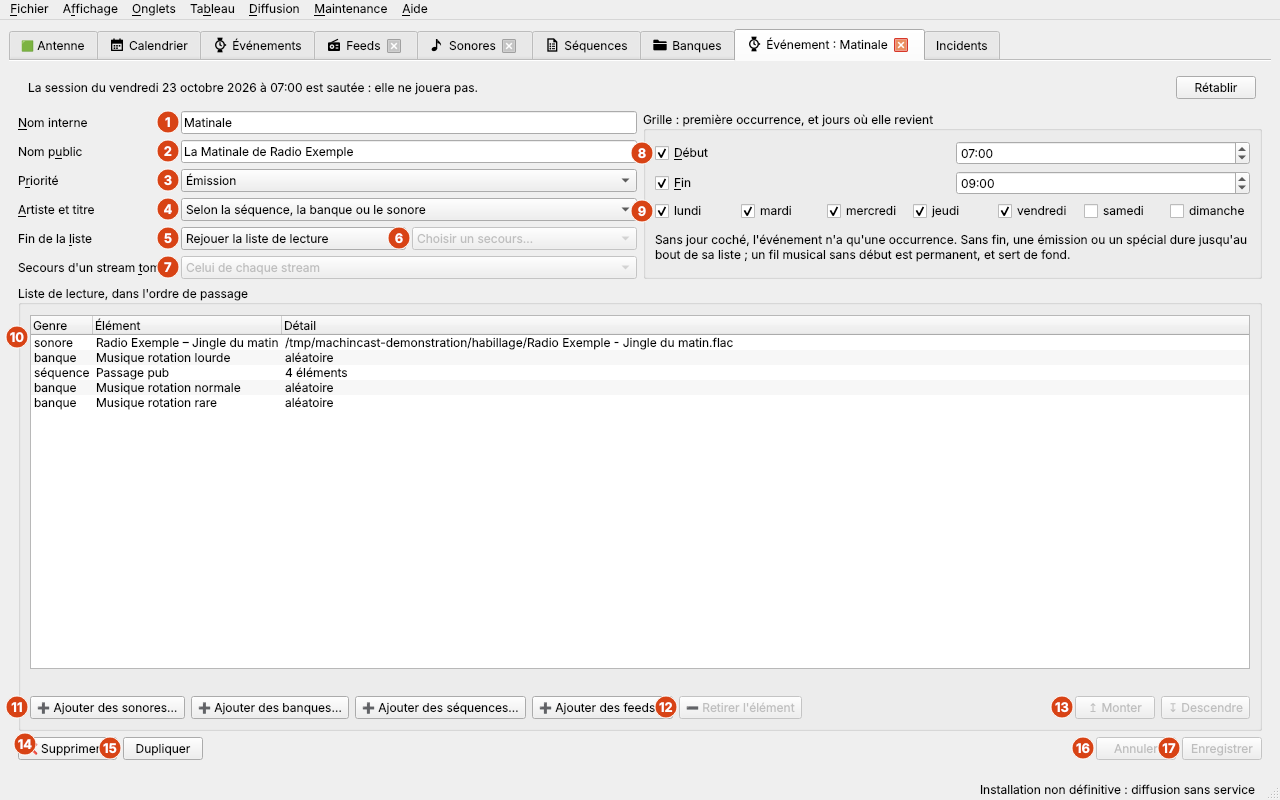 Fichier Affichage Onglets Tableau Diffusion Maintenance Aide
Antenne Calendrier Événements Feeds Sonores Séquences Banques Événement : Matinale Incidents
La session du vendredi 23 octobre 2026 à 07:00 est sautée : elle ne jouera pas. Rétablir
Nom interne 1 Matinale
Nom public 2 La Matinale de Radio Exemple
Priorité 3 Émission
Artiste et titre 4 Selon la séquence, la banque ou le sonore
Fin de la liste 5 Rejouer la liste de lecture 6 Choisir un secours...
Secours d'un stream 7 Celui de chaque stream
Grille : première occurrence, et jours où elle revient
8 Début 07:00
Fin 09:00
9 lundi mardi mercredi jeudi vendredi samedi dimanche
Sans jour coché, l'événement n'a qu'une occurrence. Sans fin, une émission ou un spécial dure jusqu'au
bout de sa liste ; un fil musical sans début est permanent, et sert de fond.
Liste de lecture, dans l'ordre de passage
Genre Élément Détail
10
sonore Radio Exemple – Jingle du matin /tmp/machincast-demonstration/habillage/Radio Exemple - Jingle du matin.flac
banque Musique rotation lourde aléatoire
séquence Passage pub 4 éléments
banque Musique rotation normale aléatoire
banque Musique rotation rare aléatoire
11 Ajouter des sonores... Ajouter des banques... Ajouter des séquences... Ajouter des feeds 12 Retirer l'élément 13 Monter Descendre
14 Supprimer 15 Dupliquer 16 Annuler 17 Enregistrer
Installation non définitive : diffusion sans service